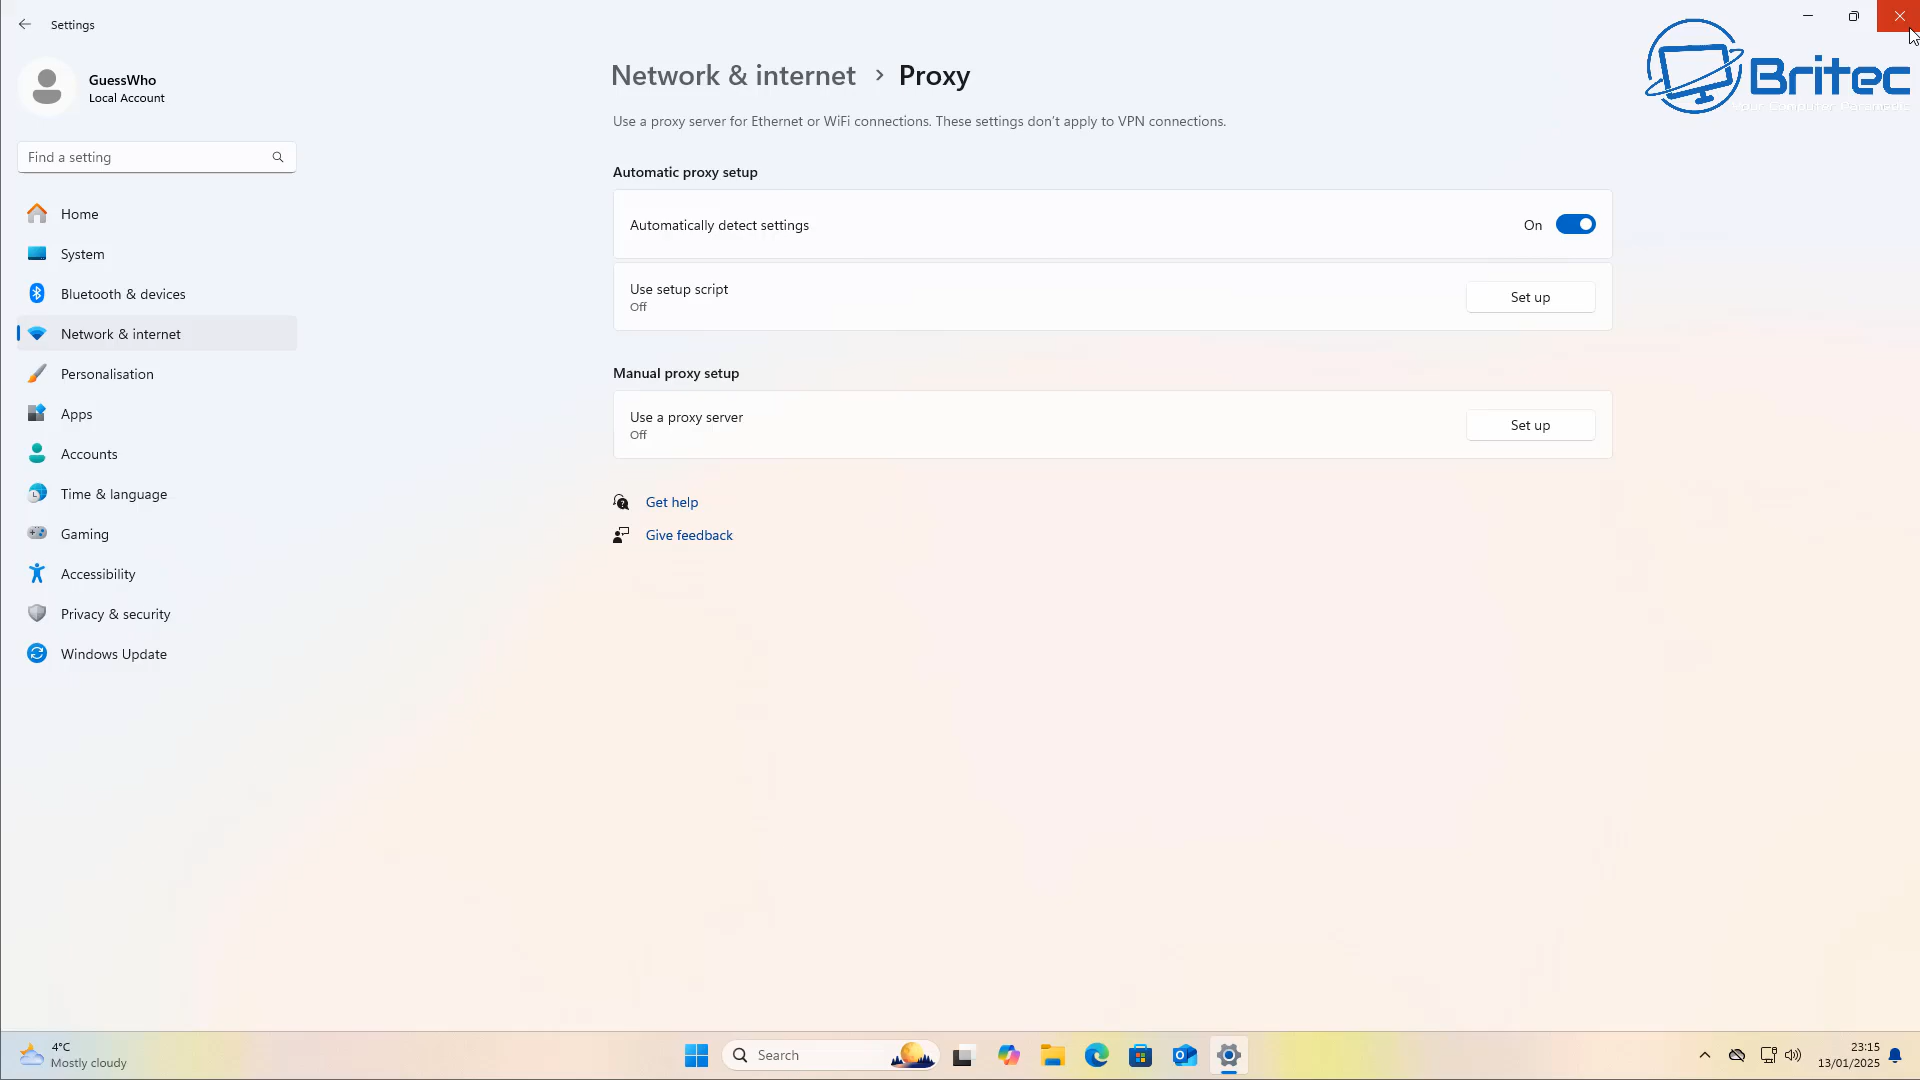 Settings
GuessWho
Local Account
Find a setting
Home
System
Bluetooth & devices
Network & internet
Personalisation
Apps
Accounts
Time & language
Gaming
Accessibility
Privacy & security
Windows Update
Network & internet > Proxy
Use a proxy server for Ethernet or WiFi connections. These settings don't apply to VPN connections.
Automatic proxy setup
Automatically detect settings
On
Use setup script
Off
Set up
Manual proxy setup
Use a proxy server
Off
Set up
Get help
Give feedback
Britec
4°C
Mostly cloudy
Search
23:15
13/01/2025